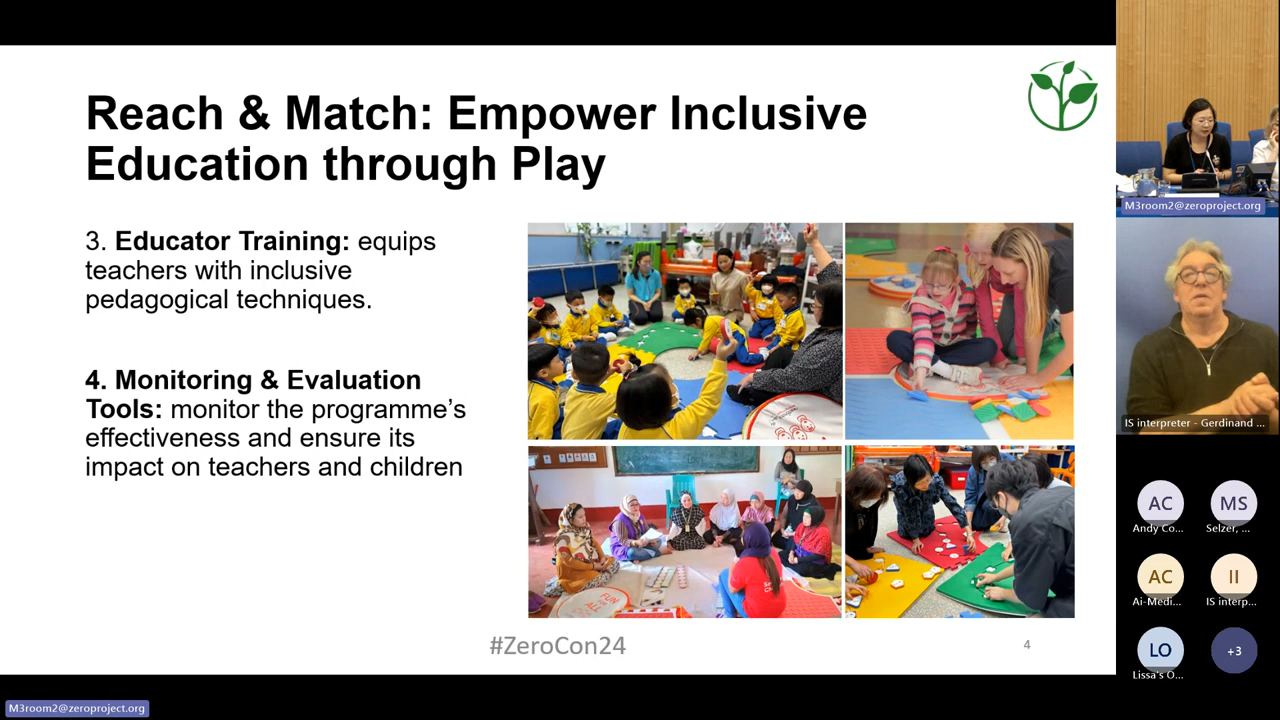 Reach & Match: Empower Inclusive
Education through Play
3. Educator Training: equips
teachers with inclusive
pedagogical techniques.
4. Monitoring & Evaluation
Tools: monitor the programme’s
effectiveness and ensure its
impact on teachers and children
FUN
ALL
#ZeroCon24
4
M3room2@zeroproject.org
IS interpreter - Gerdinand ...
AC
Andy Co...
MS
Selzer, ...
AC
Ai-Medi...
II
IS interp...
LO
Lissa's O...
+3
M3room2@zeroproject.org